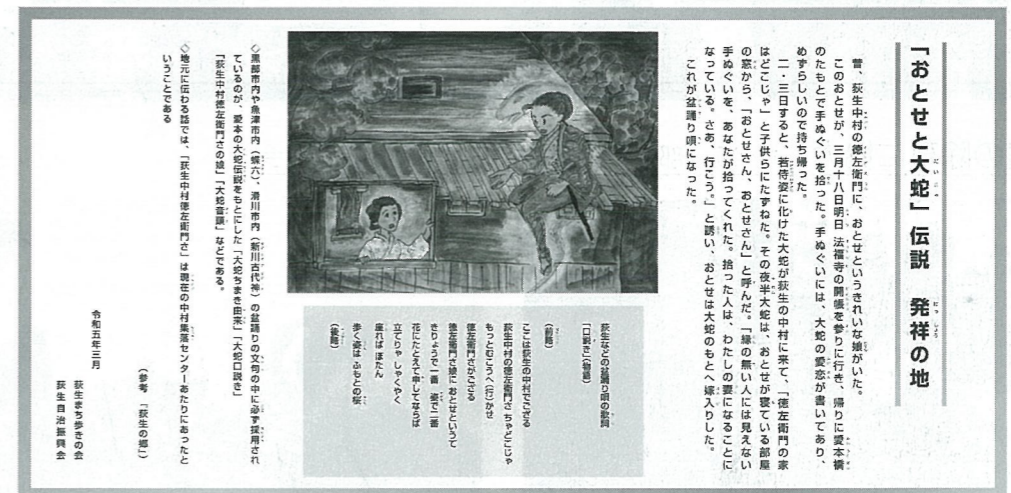 「おとせと大蛇」伝説　発祥の地
昔、荻生中村の徳左衛門に、おとせというきれいな娘がいた。
このおとせが、三月十八日明日 法福寺の開帳を参りに行き、帰りに愛本橋
のたもとで手ぬぐいを拾った。手ぬぐいには、大蛇の愛恋が書いてあり、
めずらしいので持ち帰った。
二・三日すると、若侍姿に化けた大蛇が荻生の中村に来て、「徳左衛門の家
はどこじゃ」と子供らにたずねた。その夜半大蛇は、おとせが寝ている部屋
の窓から、「おとせさん、おとせさん」と呼んだ。「縁の無い人には見えない
手ぬぐいを、あなたが拾ってくれた。拾った人は、わたしの妻になることに
なっている。さあ、行こう。」と誘い、おとせは大蛇のもとへ嫁入りした。
これが盆踊り唄になった。
荻生などの盆踊り唄の歌詞
「口説き」（物語）
（前略）
ここは荻生の中村でござる
荻生中村の徳左衛門さ ちゃどこじゃ
もっとむこうへ（行）かせ
徳左衛門さがござる
徳左衛門さ娘に おとせというて
きりょうで一番 姿で二番
花にたとえて申してならば
立てりゃ しゃくやく
座れば ぼたん
歩く姿は ふもとの桜
（後略）
◇黒部市内や魚津市内（蝶六）、滑川市内（新川古代神）の盆踊りの文句の中に必ず採用され
ているのが、愛本の大蛇伝説をもとにした「大蛇ちまき由来」「大蛇口説き」
「荻生中村徳左衛門さの娘」「大蛇音頭」などである。
◇地元に伝わる話では、「荻生中村徳左衛門さ」は現在の中村集落センターあたりにあったと
いうことである
（参考　「荻生の郷」）
令和五年三月
荻生まち歩きの会
荻生自治振興会